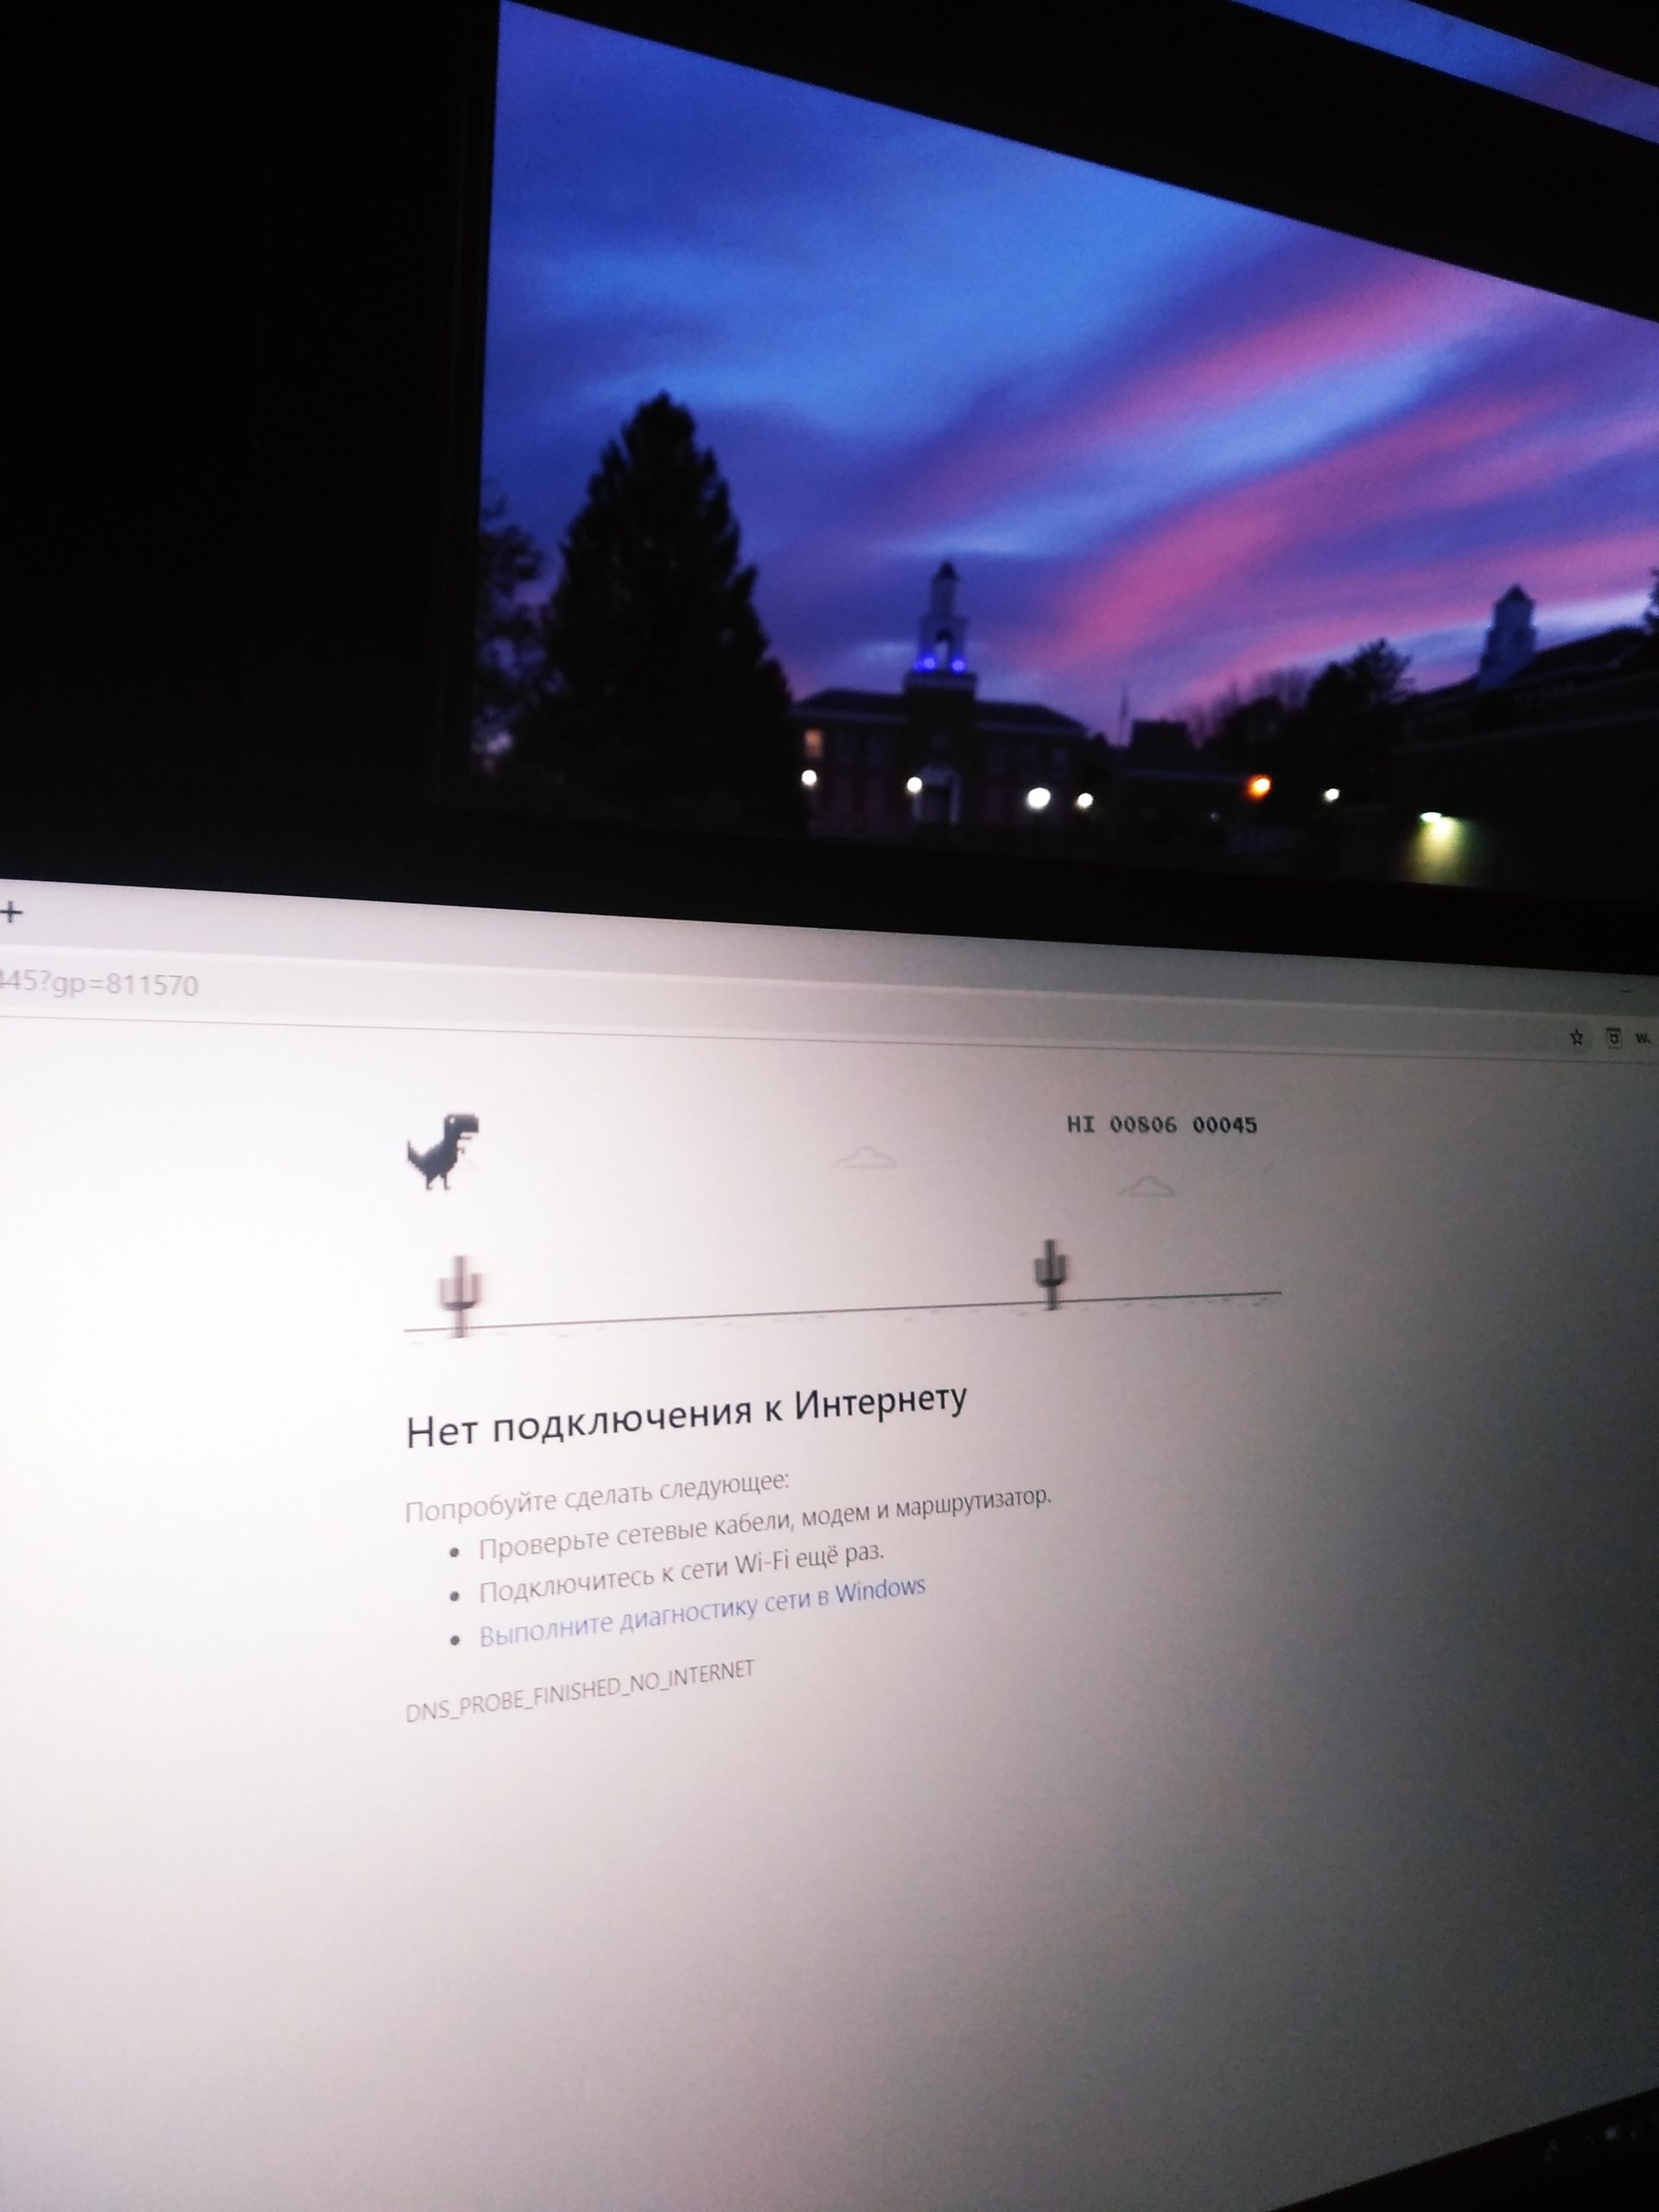 +
445?gp=811570
HI 00806 00045
Нет подключения к Интернету
Попробуйте сделать следующее:
Проверьте сетевые кабели, модем и маршрутизатор.
Подключитесь к сети Wi-Fi ещё раз.
Выполните диагностику сети в Windows
DNS_PROBE_FINISHED_NO_INTERNET